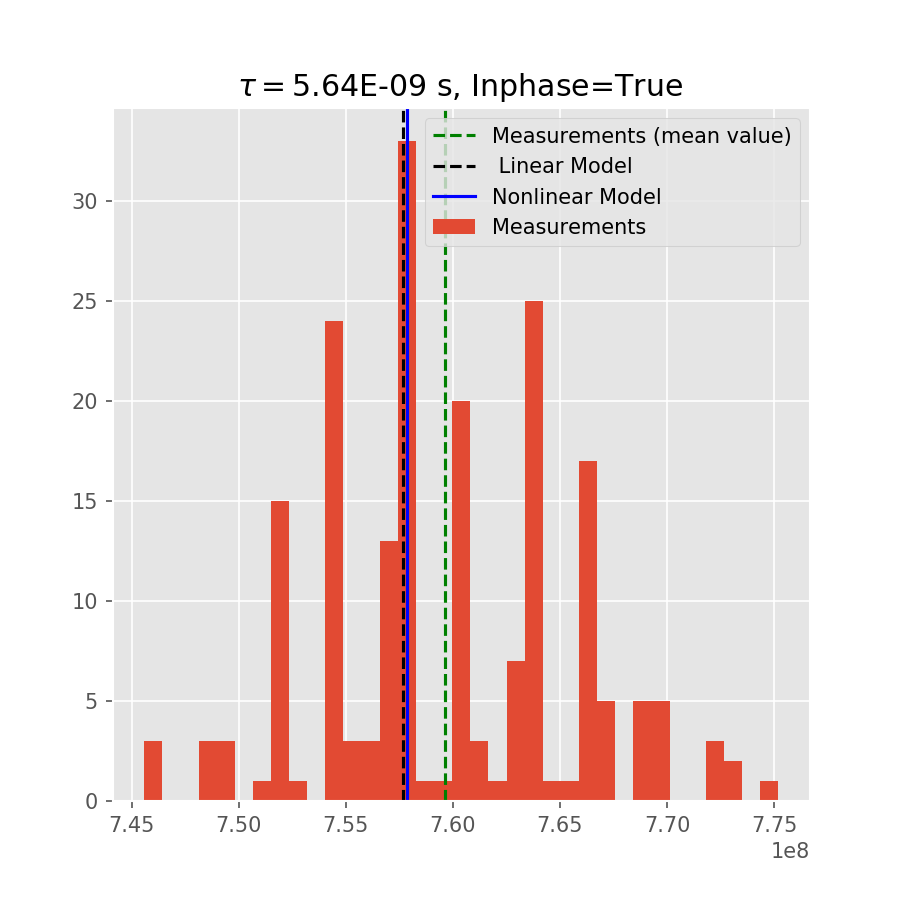 τ = 5.64E-09 s, Inphase=True
Measurements (mean value)
Linear Model
Nonlinear Model
Measurements
30
25
20
15
10
5
0
7.45 7.50 7.55 7.60 7.65 7.70 7.75
1e8